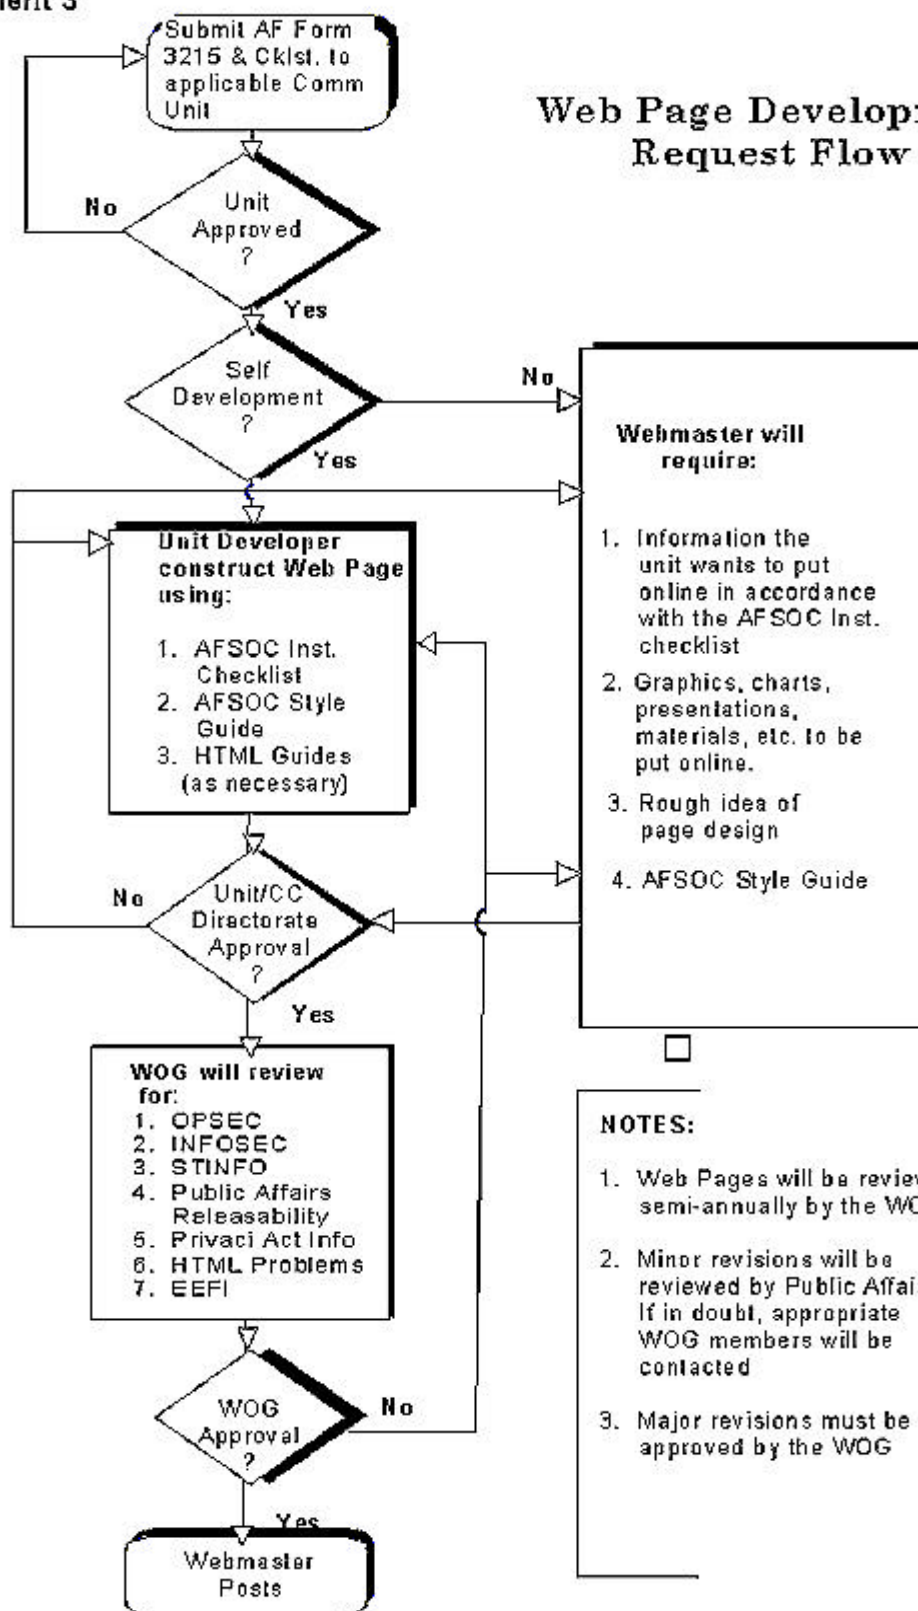 Submit AF Form
3215 & Cklst. to
applicable Comm
Unit
Web Page
Request Flow
No
Unit
Approved
?
Yes
Self
Development
?
No
Yes
Webmaster will
require:
1. Information the
unit wants to put
online in accordance
with the AFSOC Inst.
checklist
2. Graphics, charts,
presentations,
materials, etc. to be
put online.
3. Rough idea of
page design
4. AFSOC Style Guide
Unit Developer
construct Web Page
using:
1. AFSOC Inst.
Checklist
2. AFSOC Style
Guide
3. HTML Guides
(as necessary)
No
Unit/CC
Directorate
Approval
?
Yes
WOG will review
for:
1. OPSEC
2. INFOSEC
3. STINFO
4. Public Affairs
Releasability
5. Privaci Act Info
6. HTML Problems
7. EEFI
NOTES:
1. Web Pages will be
semi-annually by the
2. Minor revisions will be
reviewed by Public
If in doubt, appropriate
WOG members will be
contacted
3. Major revisions must be
approved by the WOG
WOG
Approval
?
No
Yes
Webmaster
Posts